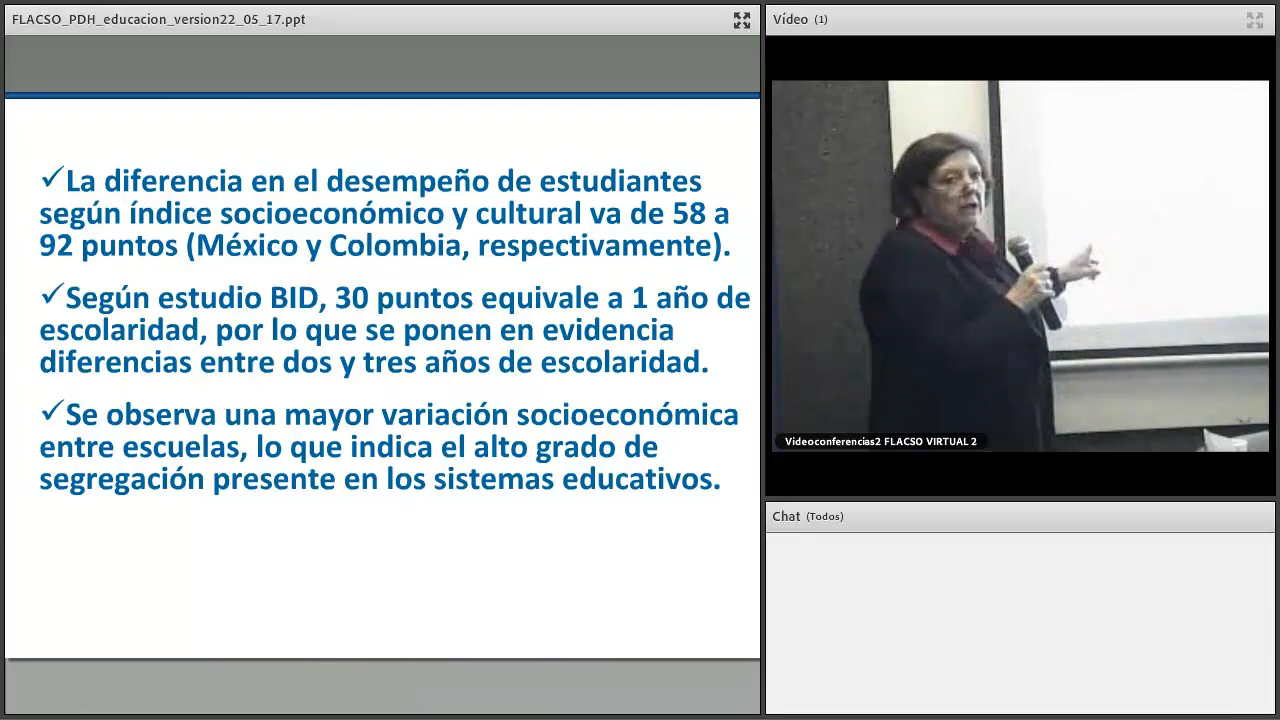 FLACSO_PDH_educacion_version22_05_17.ppt
✓La diferencia en el desempeño de estudiantes
según índice socioeconómico y cultural va de 58 a
92 puntos (México y Colombia, respectivamente).
✓Según estudio BID, 30 puntos equivale a 1 año de
escolaridad, por lo que se ponen en evidencia
diferencias entre dos y tres años de escolaridad.
✓Se observa una mayor variación socioeconómica
entre escuelas, lo que indica el alto grado de
segregación presente en los sistemas educativos.
Vídeo (1)
Videoconferencias2 FLACSO VIRTUAL 2
Chat (Todos)